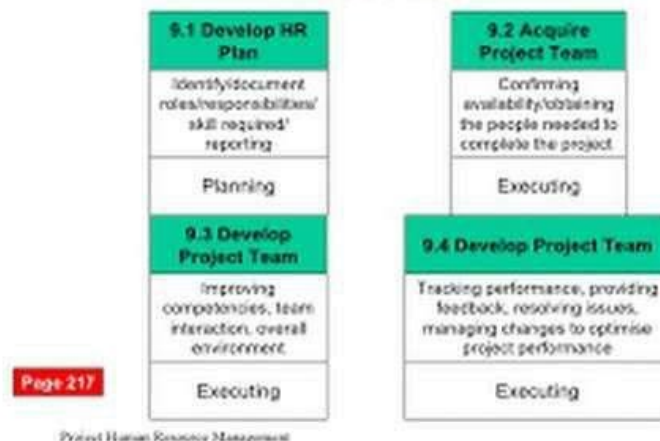 9.1 Develop HR
Plan
Identify/document
roles/responsibilities/
skill required/
reporting
Planning
9.2 Acquire
Project Team
Confirming
availability/obtaining
the people needed to
complete the project
Executing
9.3 Develop
Project Team
Improving
competencies, team
interaction, overall
environment
Executing
9.4 Develop Project Team
Tracking performance, providing
feedback, resolving issues,
managing changes to optimise
project performance
Executing
Page 217
Project Human Resource Management